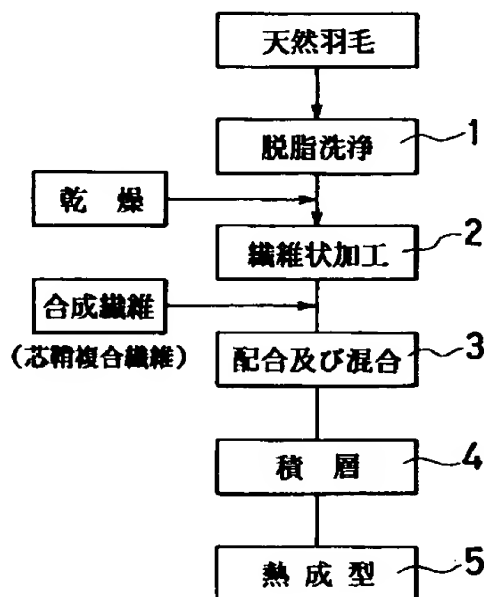 天然羽毛
脱脂洗浄 1
乾 燥
繊維状加工 2
合成繊維
(芯鞘複合繊維)
配合及び混合 3
積 層 4
熱 成 型 5